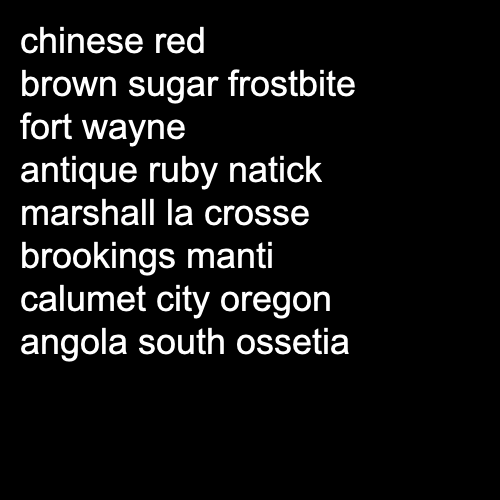 chinese red
brown sugar frostbite
fort wayne
antique ruby natick
marshall la crosse
brookings manti
calumet city oregon
angola south ossetia